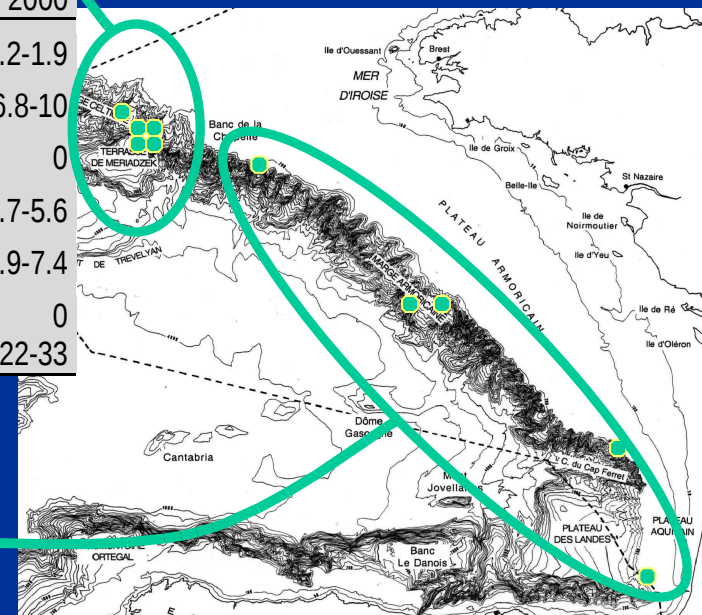 2000
.2-1.9
6.8-10
0
.7-5.6
.9-7.4
0
22-33
Ile d'Ouessant
Brest
MER
D'IROISE
Banc de la
Ile de Groix
TERRASSE
DE MERIADZEK
Belle-Ile
St Nazaire
Ile de
Noirmoutier
PLATEAU ARMORICAIN
Ile d'Yeu
DE TREVELYAN
MARGE ARMORICAINE
Ile de Ré
Ile d'Oléron
Dôme
Gascogne
Cantabria
C. du Cap Ferret
Mont
Jovellanos
PLATEAU
DES LANDES
PLATEAU
AQUITAIN
Banc
Le Danois
ORTEGAL
E